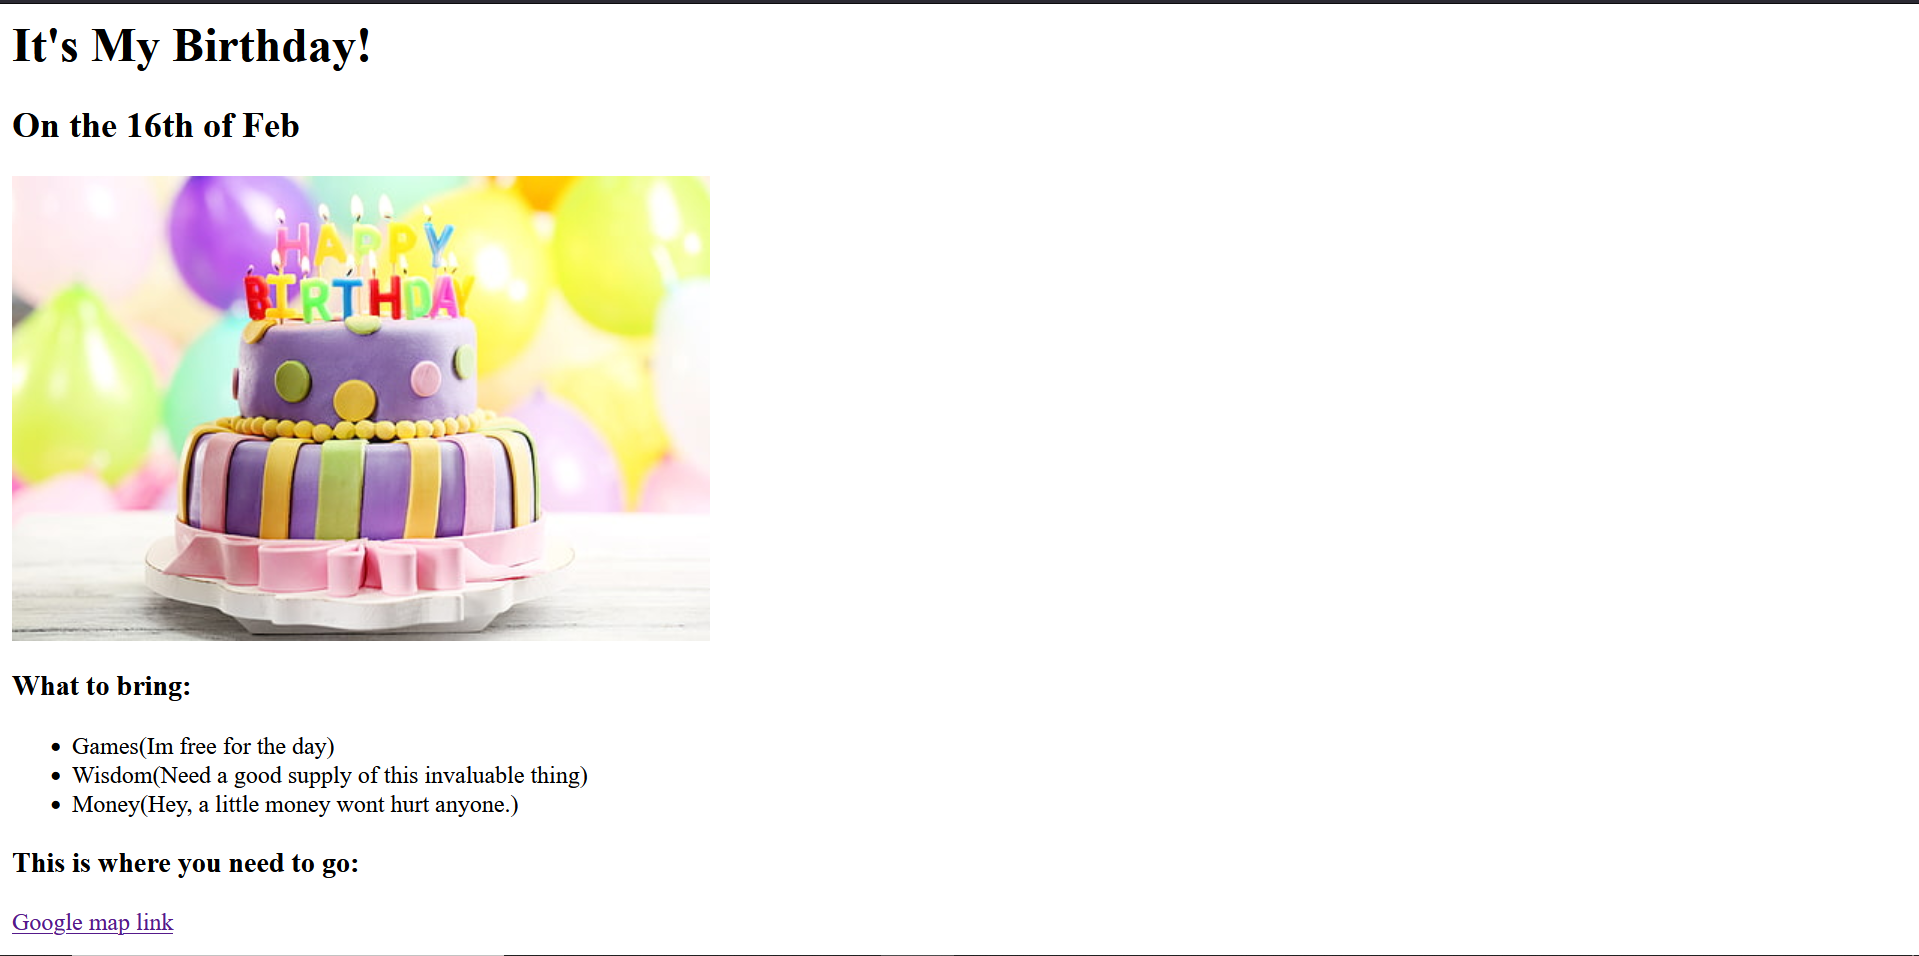 It's My Birthday!
On the 16th of Feb
HAPPY
BIRTHDAY
What to bring:
Games(Im free for the day)
Wisdom(Need a good supply of this invaluable thing)
Money(Hey, a little money wont hurt anyone.)
This is where you need to go:
Google map link